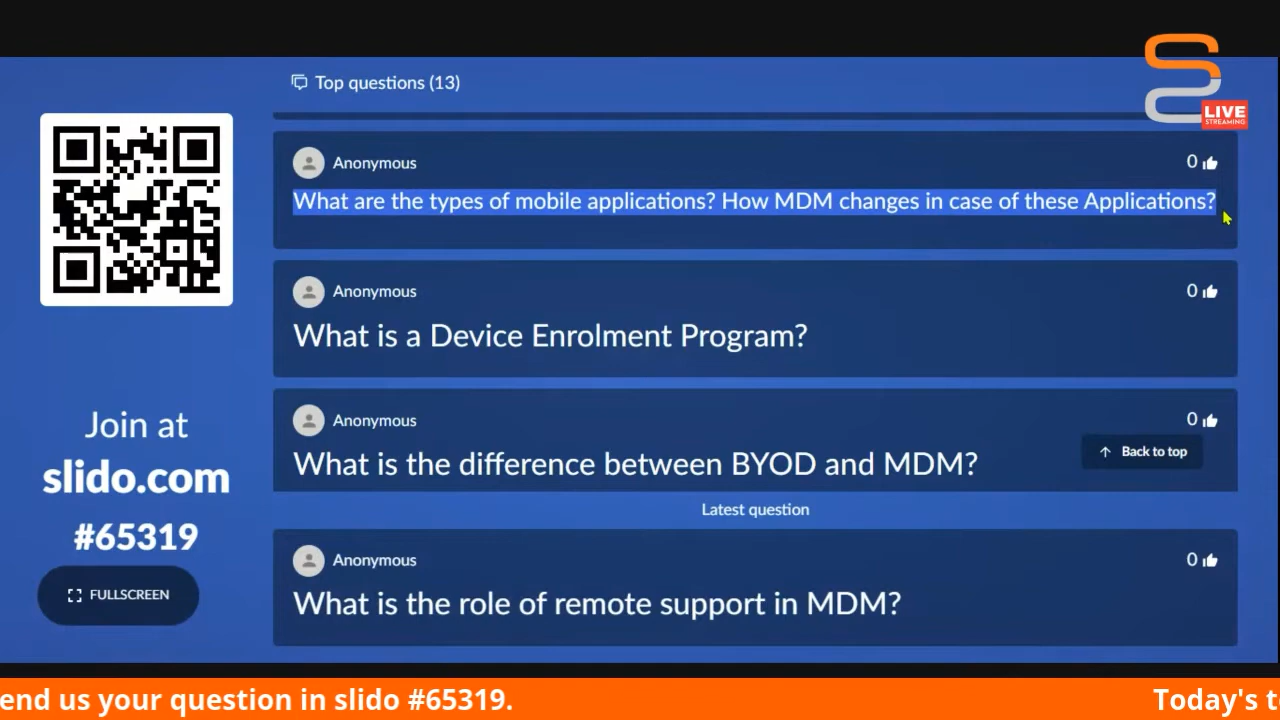 Top questions (13)
LIVE
STREAMING
Anonymous
0
What are the types of mobile applications? How MDM changes in case of these Applications?
Anonymous
0
What is a Device Enrolment Program?
Anonymous
0
What is the difference between BYOD and MDM?
Back to top
Latest question
Anonymous
0
What is the role of remote support in MDM?
Join at
slido.com
#65319
FULLSCREEN
end us your question in slido #65319.
Today's t